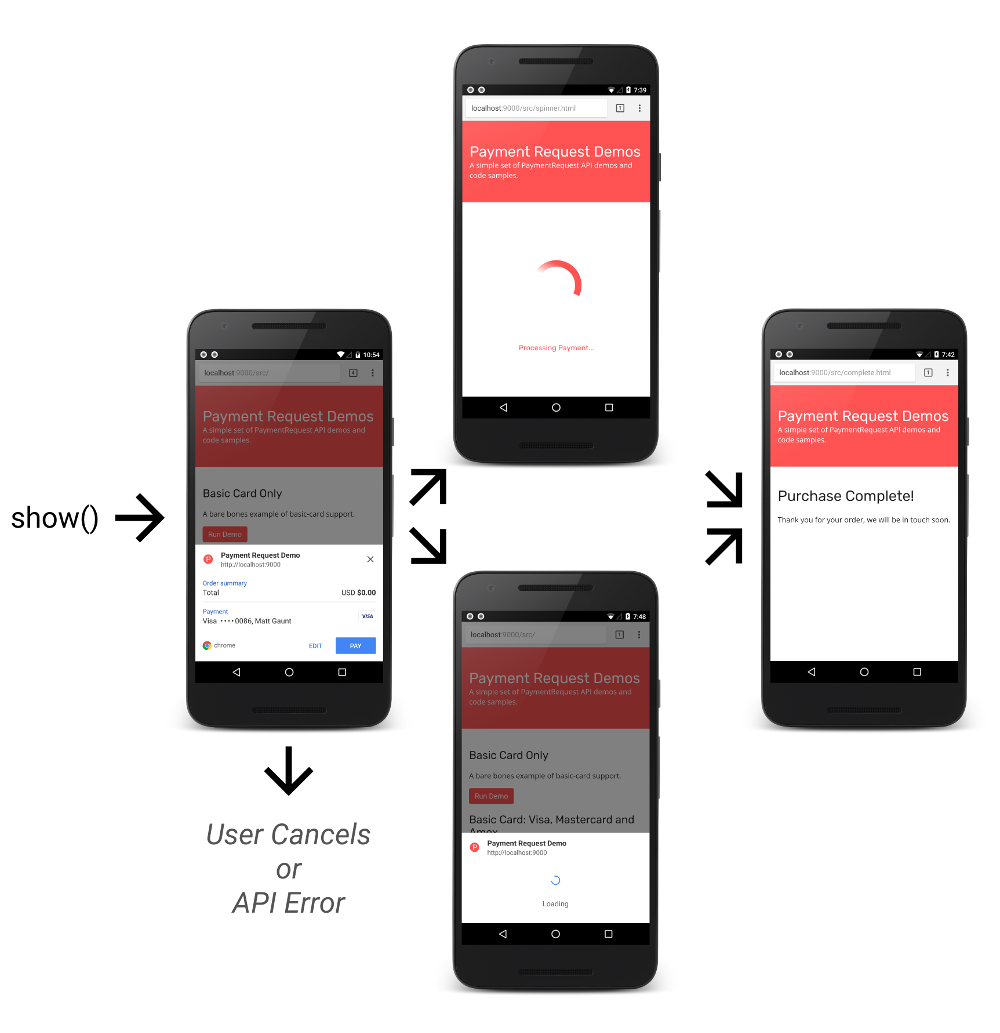 show()
10:54
localhost:9000/src/
4
Payment Request Demos
A simple set of PaymentRequest API demos and
code samples.
Basic Card Only
A bare bones example of basic-card support.
Run Demo
P
Payment Request Demo
http://localhost:9000
Order summary
Total USD $0.00
Payment
Visa ••••0086, Matt Gaunt VISA
chrome EDIT PAY
User Cancels
or
API Error
7:39
localhost:9000/src/spinner.html
1
Payment Request Demos
A simple set of PaymentRequest API demos and
code samples.
Processing Payment...
7:48
localhost:9000/src/
1
Payment Request Demos
A simple set of PaymentRequest API demos and
code samples.
Basic Card Only
A bare bones example of basic-card support.
Run Demo
Basic Card: Visa, Mastercard and
Amex
P
Payment Request Demo
http://localhost:9000
Loading
7:42
localhost:9000/src/complete.html
1
Payment Request Demos
A simple set of PaymentRequest API demos and
code samples.
Purchase Complete!
Thank you for your order, we will be in touch soon.